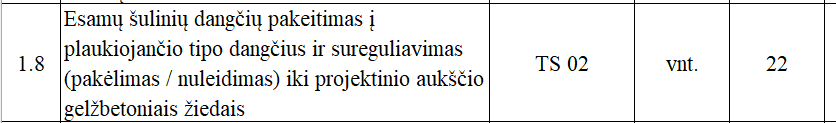 Esamų šulinių dangčių pakeitimas į
plaukiojančio tipo dangčius ir sureguliavimas
1.8 (pakėlimas / nuleidimas) iki projektinio aukščio TS 02 vnt. 22
gelžbetoniais žiedais